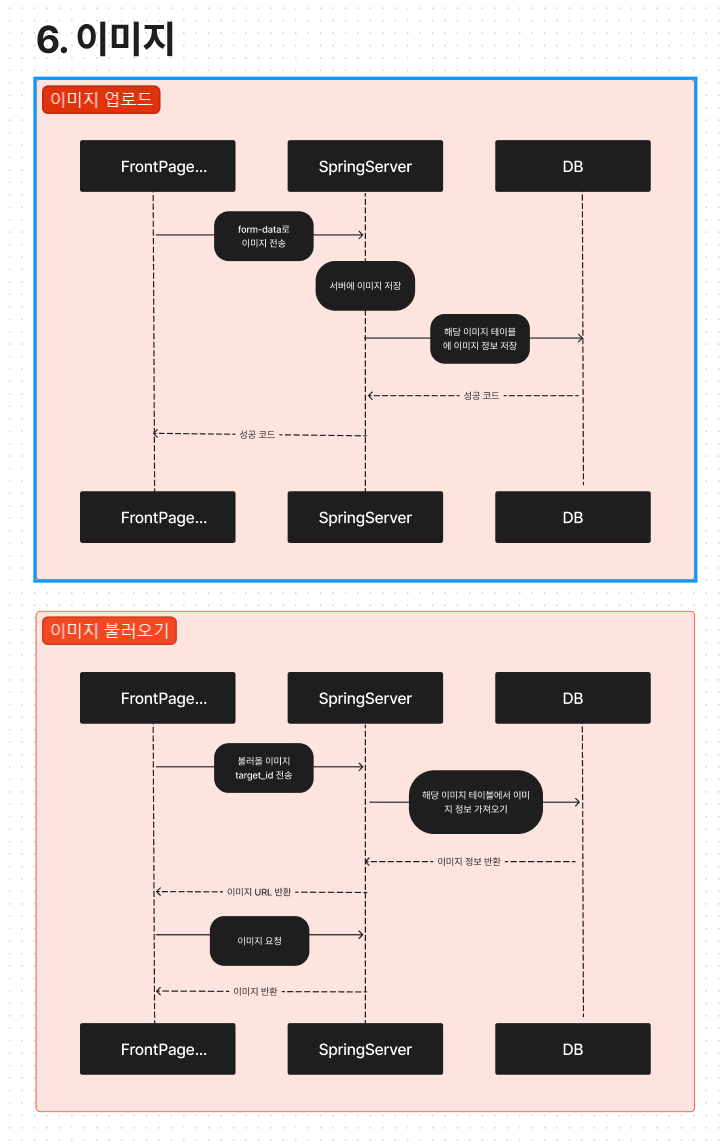 6. 이미지
이미지 업로드
FrontPage...
SpringServer
DB
form-data로
이미지 전송
서버에 이미지 저장
해당 이미지 테이블
에 이미지 정보 저장
성공 코드
성공 코드
FrontPage...
SpringServer
DB
이미지 불러오기
FrontPage...
SpringServer
DB
불러올 이미지
target_id 전송
해당 이미지 테이블에서 이미
지 정보 가져오기
이미지 정보 반환
이미지 URL 반환
이미지 요청
이미지 반환
FrontPage...
SpringServer
DB